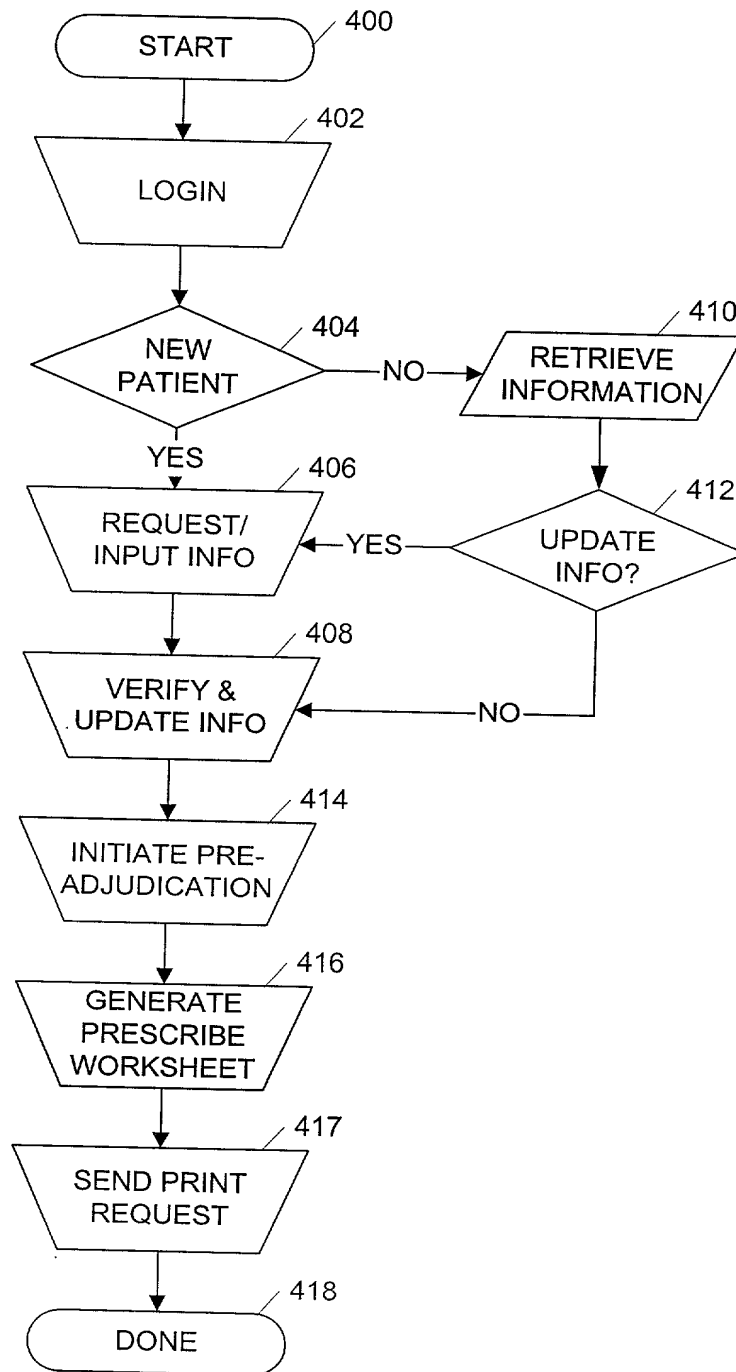 400
START
402
LOGIN
404
NEW
PATIENT
NO
410
RETRIEVE
INFORMATION
YES
406
REQUEST/
INPUT INFO
YES
412
UPDATE
INFO?
408
VERIFY &
UPDATE INFO
NO
414
INITIATE PRE-
ADJUDICATION
416
GENERATE
PRESCRIBE
WORKSHEET
417
SEND PRINT
REQUEST
418
DONE